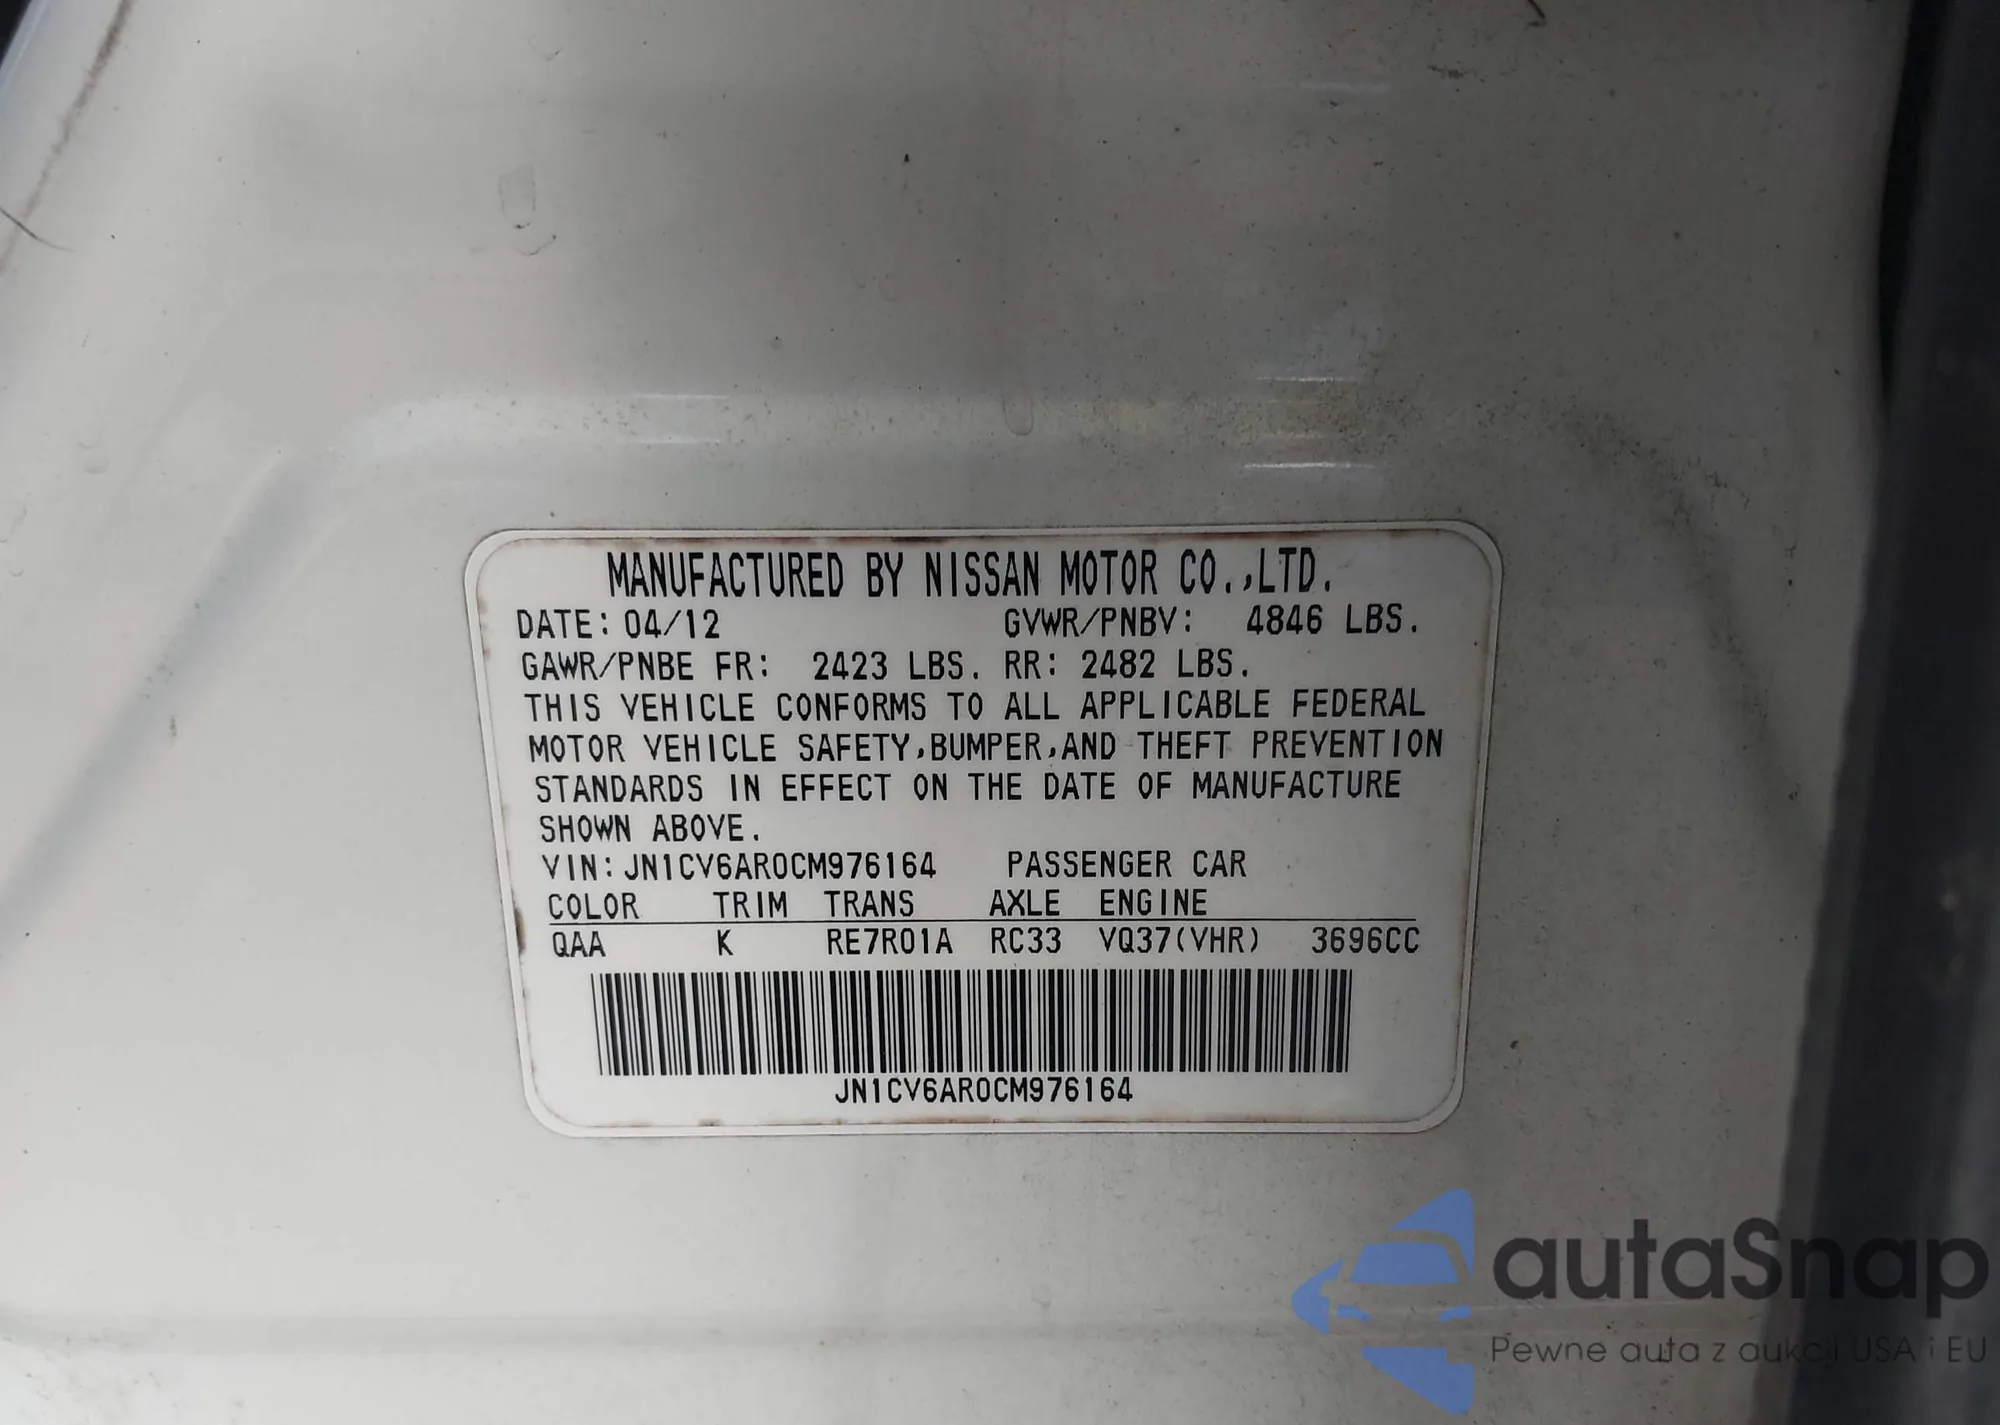 MANUFACTURED BY NISSAN MOTOR CO.,LTD.
DATE: 04/12 GVWR/PNBV: 4846 LBS.
GAWR/PNBE FR: 2423 LBS. RR: 2482 LBS.
THIS VEHICLE CONFORMS TO ALL APPLICABLE FEDERAL
MOTOR VEHICLE SAFETY,BUMPER,AND THEFT PREVENTION
STANDARDS IN EFFECT ON THE DATE OF MANUFACTURE
SHOWN ABOVE.
VIN:JN1CV6AR0CM976164 PASSENGER CAR
COLOR TRIM TRANS AXLE ENGINE
QAA K RE7R01A RC33 VQ37(VHR) 3696CC
JN1CV6AR0CM976164
autaSnap
Pewne auta z aukcji USA i EU